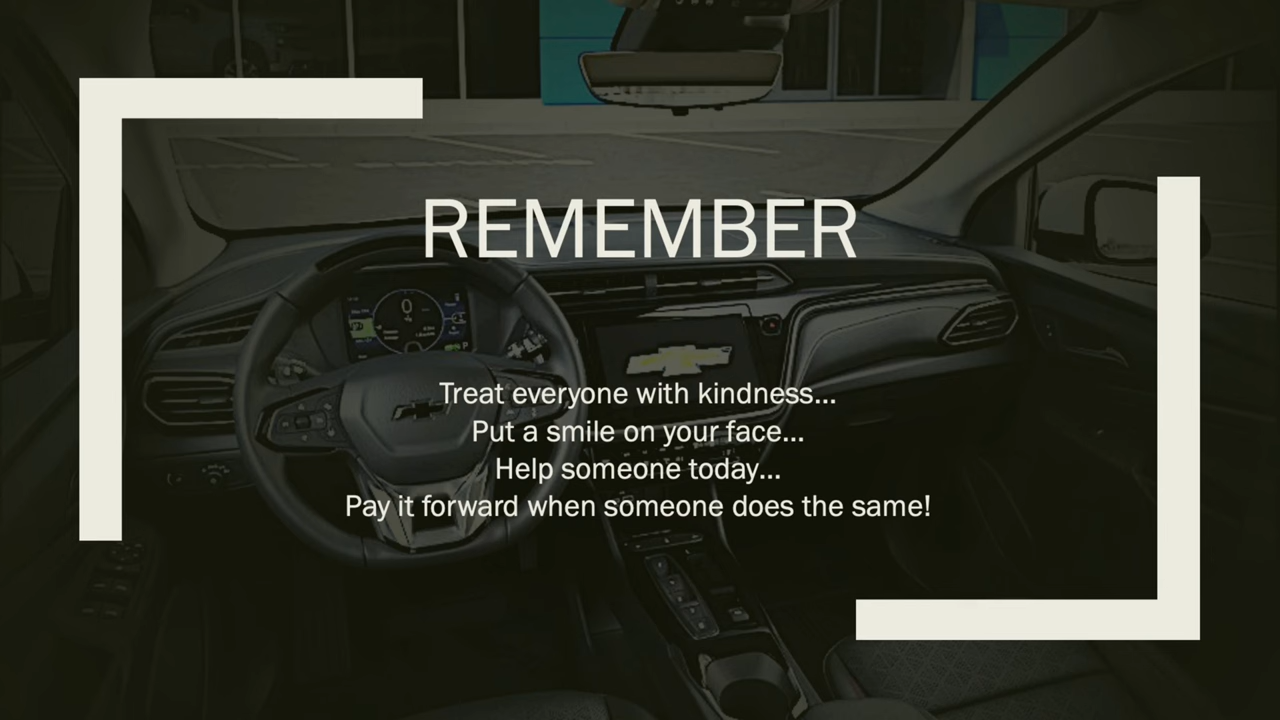 REMEMBER
Treat everyone with kindness...
Put a smile on your face...
Help someone today...
Pay it forward when someone does the same!